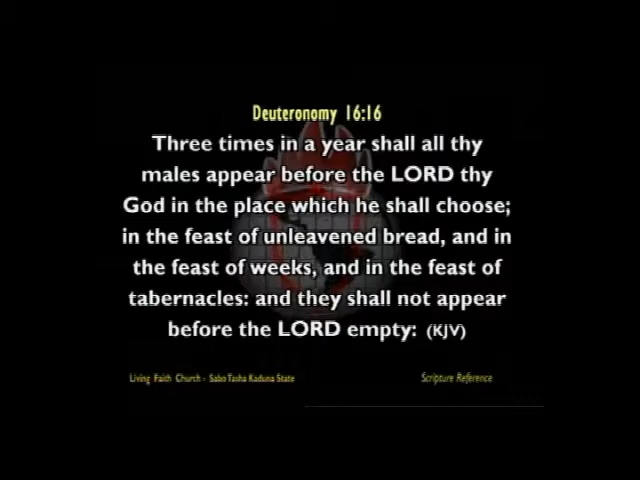 Deuteronomy 16:16
Three times in a year shall all thy
males appear before the LORD thy
God in the place which he shall choose;
in the feast of unleavened bread, and in
the feast of weeks, and in the feast of
tabernacles: and they shall not appear
before the LORD empty: (KJV)
Living Faith Church - Sabo Tasha Kaduna State
Scripture Reference